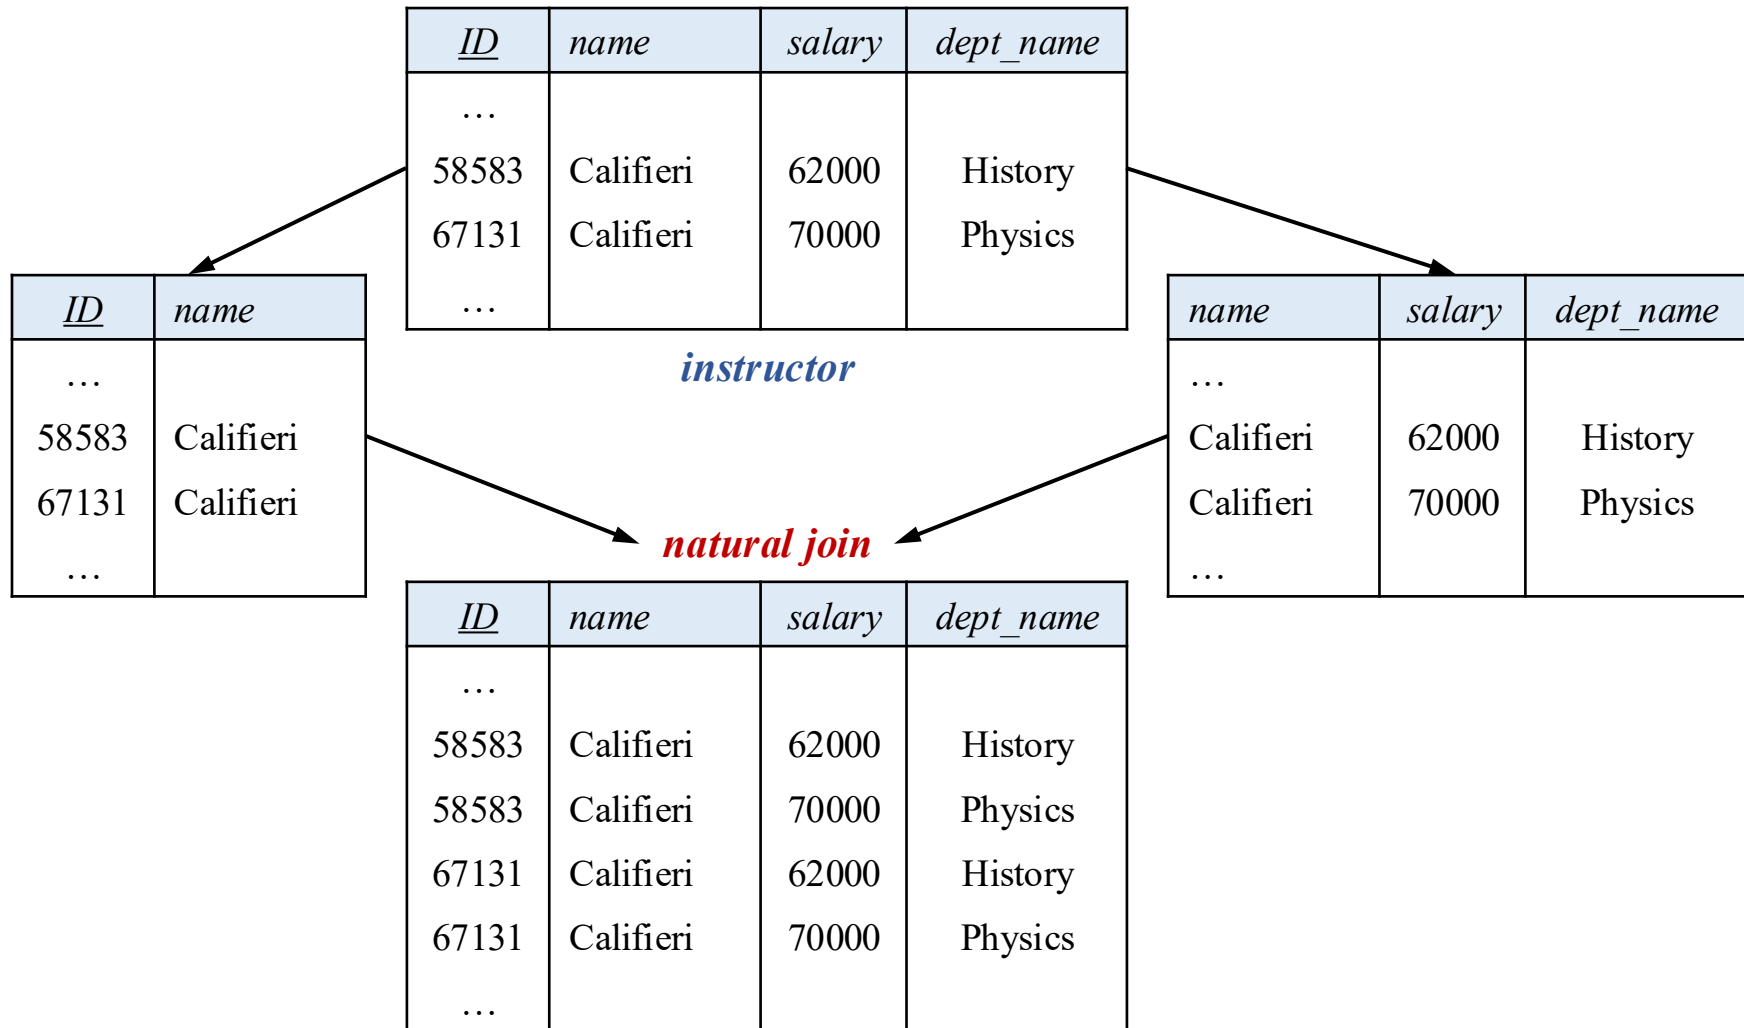 ID name salary dept_name
…
58583 Califieri 62000 History
67131 Califieri 70000 Physics
…
instructor
ID name
…
58583 Califieri
67131 Califieri
…
name salary dept_name
…
Califieri 62000 History
Califieri 70000 Physics
…
natural join
ID name salary dept_name
…
58583 Califieri 62000 History
58583 Califieri 70000 Physics
67131 Califieri 62000 History
67131 Califieri 70000 Physics
…